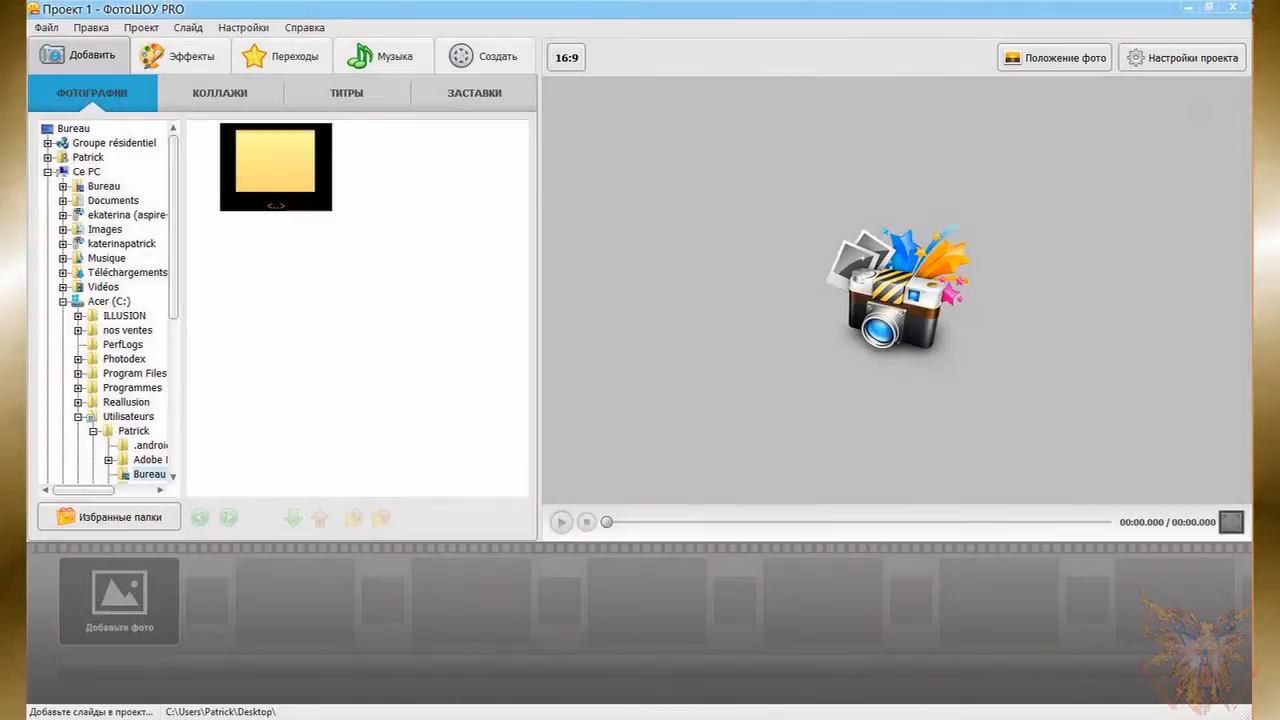 Проект 1 - ФотоШОУ PRO
Файл Правка Проект Слайд Настройки Справка
Добавить Эффекты Переходы Музыка Создать
16:9 Положение фото Настройки проекта
ФОТОГРАФИИ КОЛЛАЖИ ТИТРЫ ЗАСТАВКИ
Bureau
Groupe résidentiel
Patrick
Ce PC
Bureau
Documents
ekaterina (aspire-
Images
katerinapatrick
Musique
Téléchargements
Vidéos
Acer (C:)
ILLUSION
nos ventes
PerfLogs
Photodex
Program Files
Programmes
Reallusion
Utilisateurs
Patrick
.androi
Adobe
Bureau
<..>
Избранные папки
00:00.000 / 00:00.000
Добавьте фото
Добавьте слайды в проект... C:\Users\Patrick\Desktop\